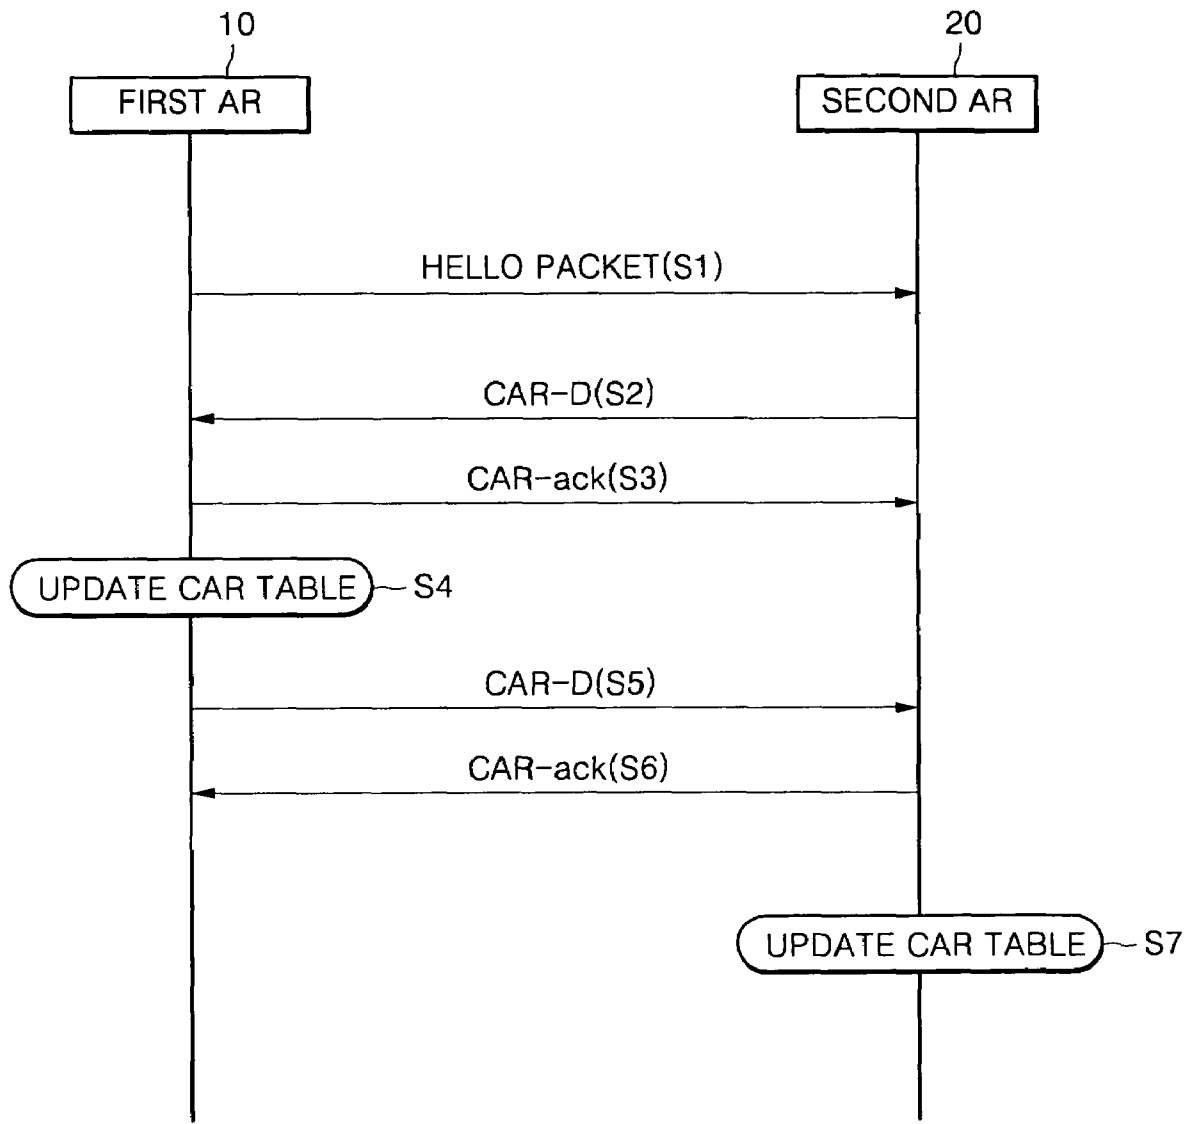 10
20
FIRST AR
SECOND AR
HELLO PACKET(S1)
CAR-D(S2)
CAR-ack(S3)
UPDATE CAR TABLE
S4
CAR-D(S5)
CAR-ack(S6)
UPDATE CAR TABLE
S7